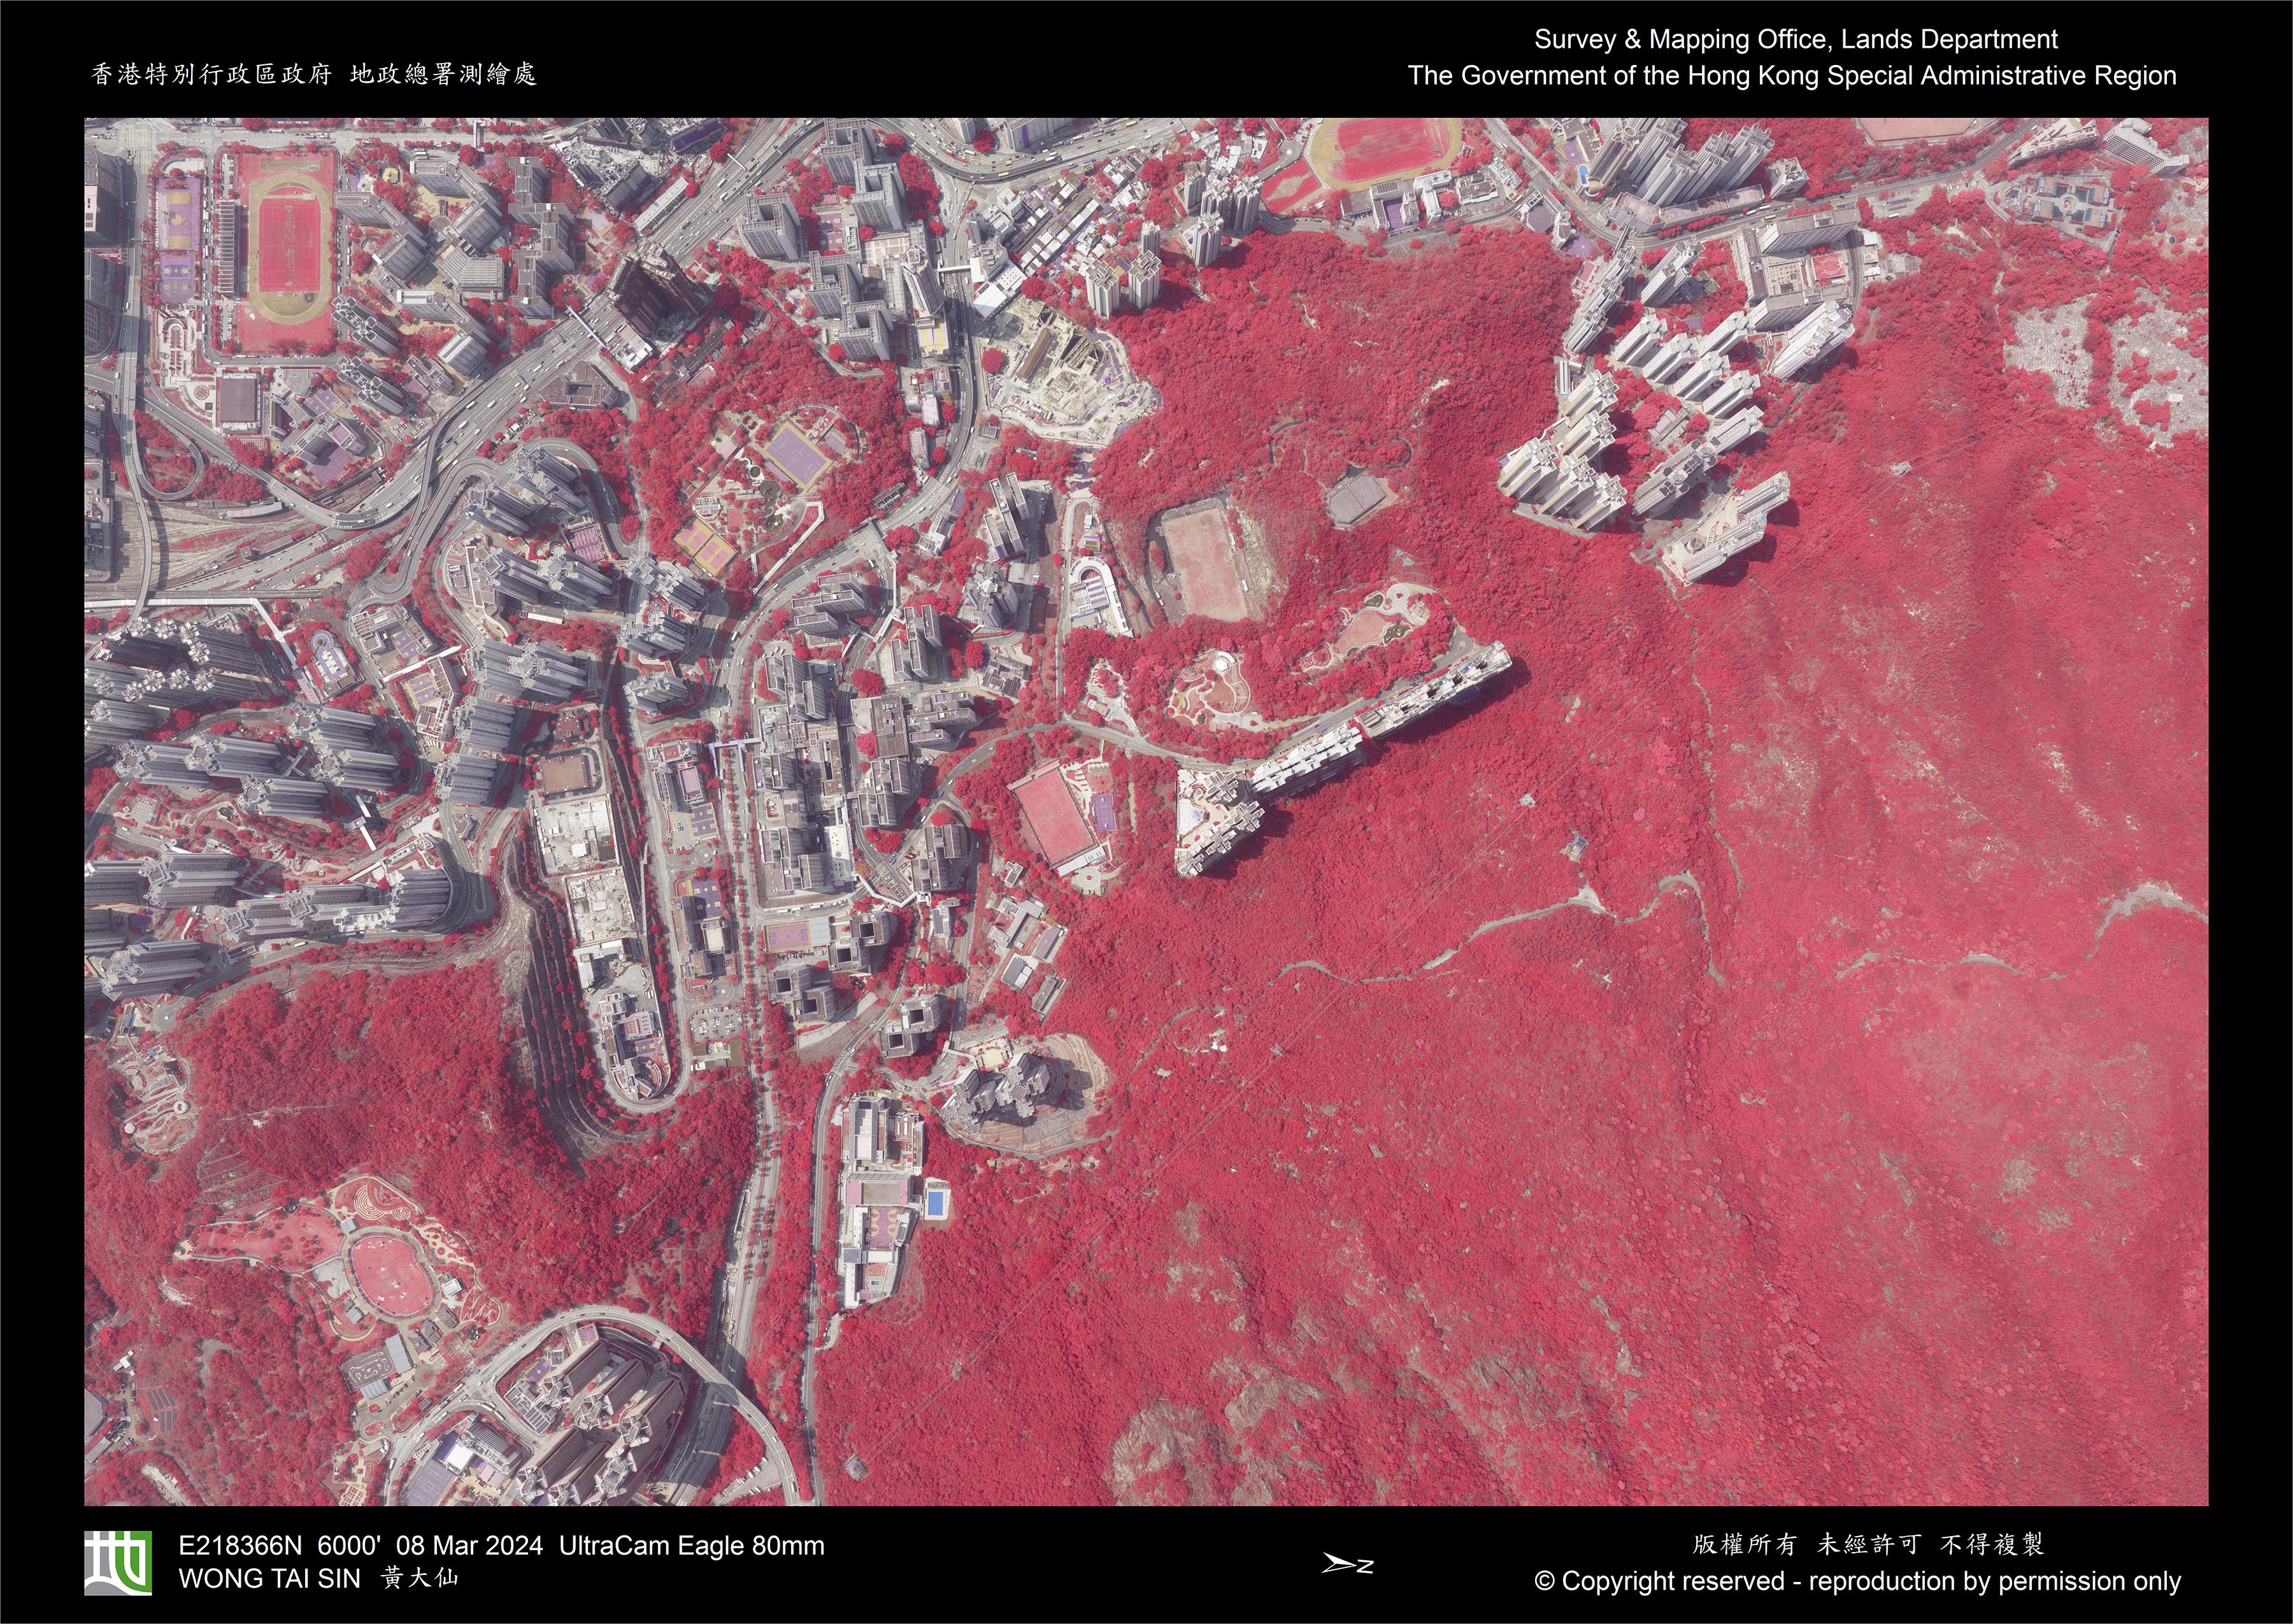 Survey & Mapping Office, Lands Department
香港特別行政區政府 地政總署測繪處
The Government of the Hong Kong Special Administrative Region
E218366N 6000' 08 Mar 2024 UltraCam Eagle 80mm
WONG TAI SIN 黃大仙
Z
版權所有 未經許可 不得複製
© Copyright reserved - reproduction by permission only